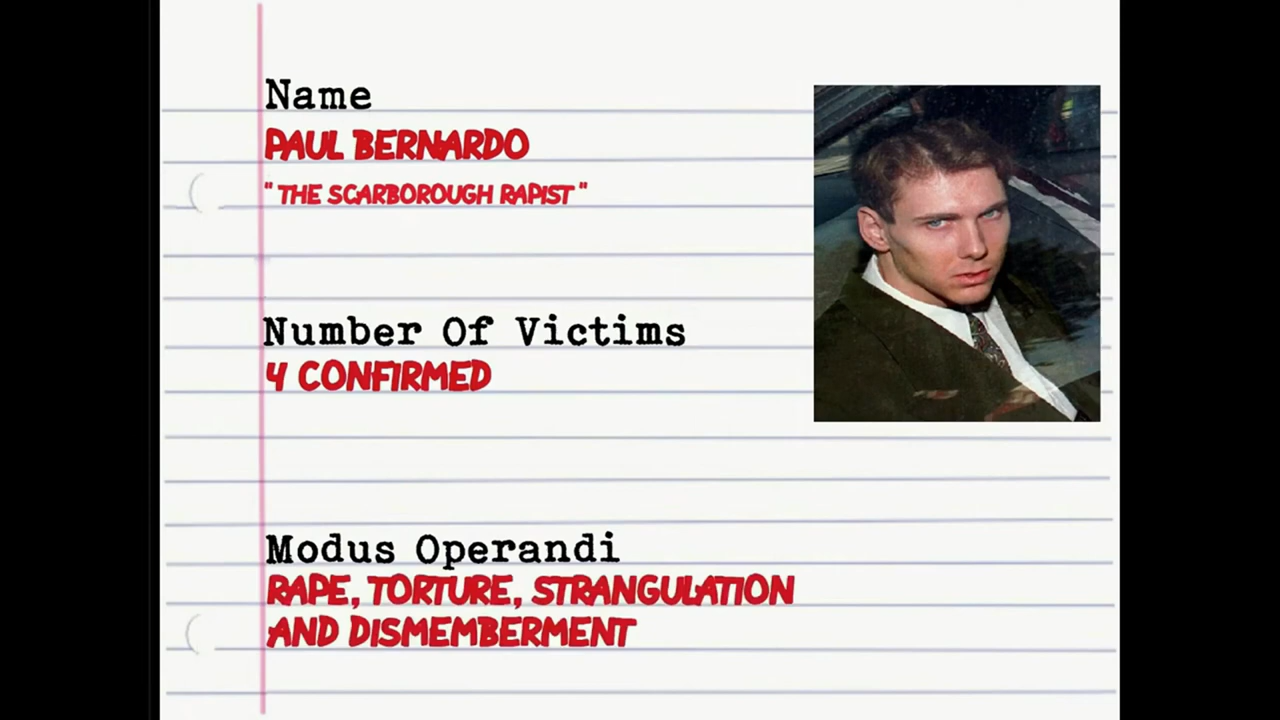 Name
PAUL BERNARDO
" THE SCARBOROUGH RAPIST "
Number Of Victims
4 CONFIRMED
Modus Operandi
RAPE, TORTURE, STRANGULATION
AND DISMEMBERMENT